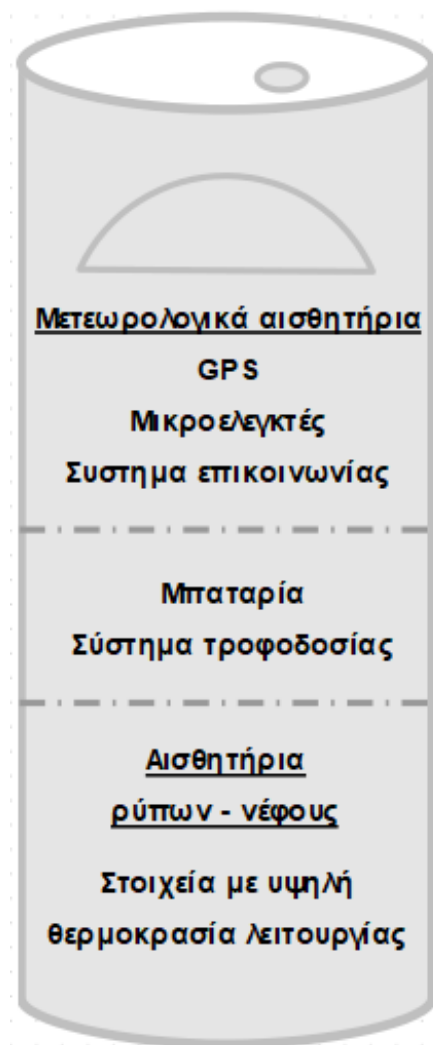 Μετεωρολογικά αισθητήρια
GPS
Μικροελεγκτές
Συστημα επικοινωνίας
Μπαταρία
Σύστημα τροφοδοσίας
Αισθητήρια
ρύπων - νέφους
Στοιχεία με υψηλή
θερμοκρασία λειτουργίας